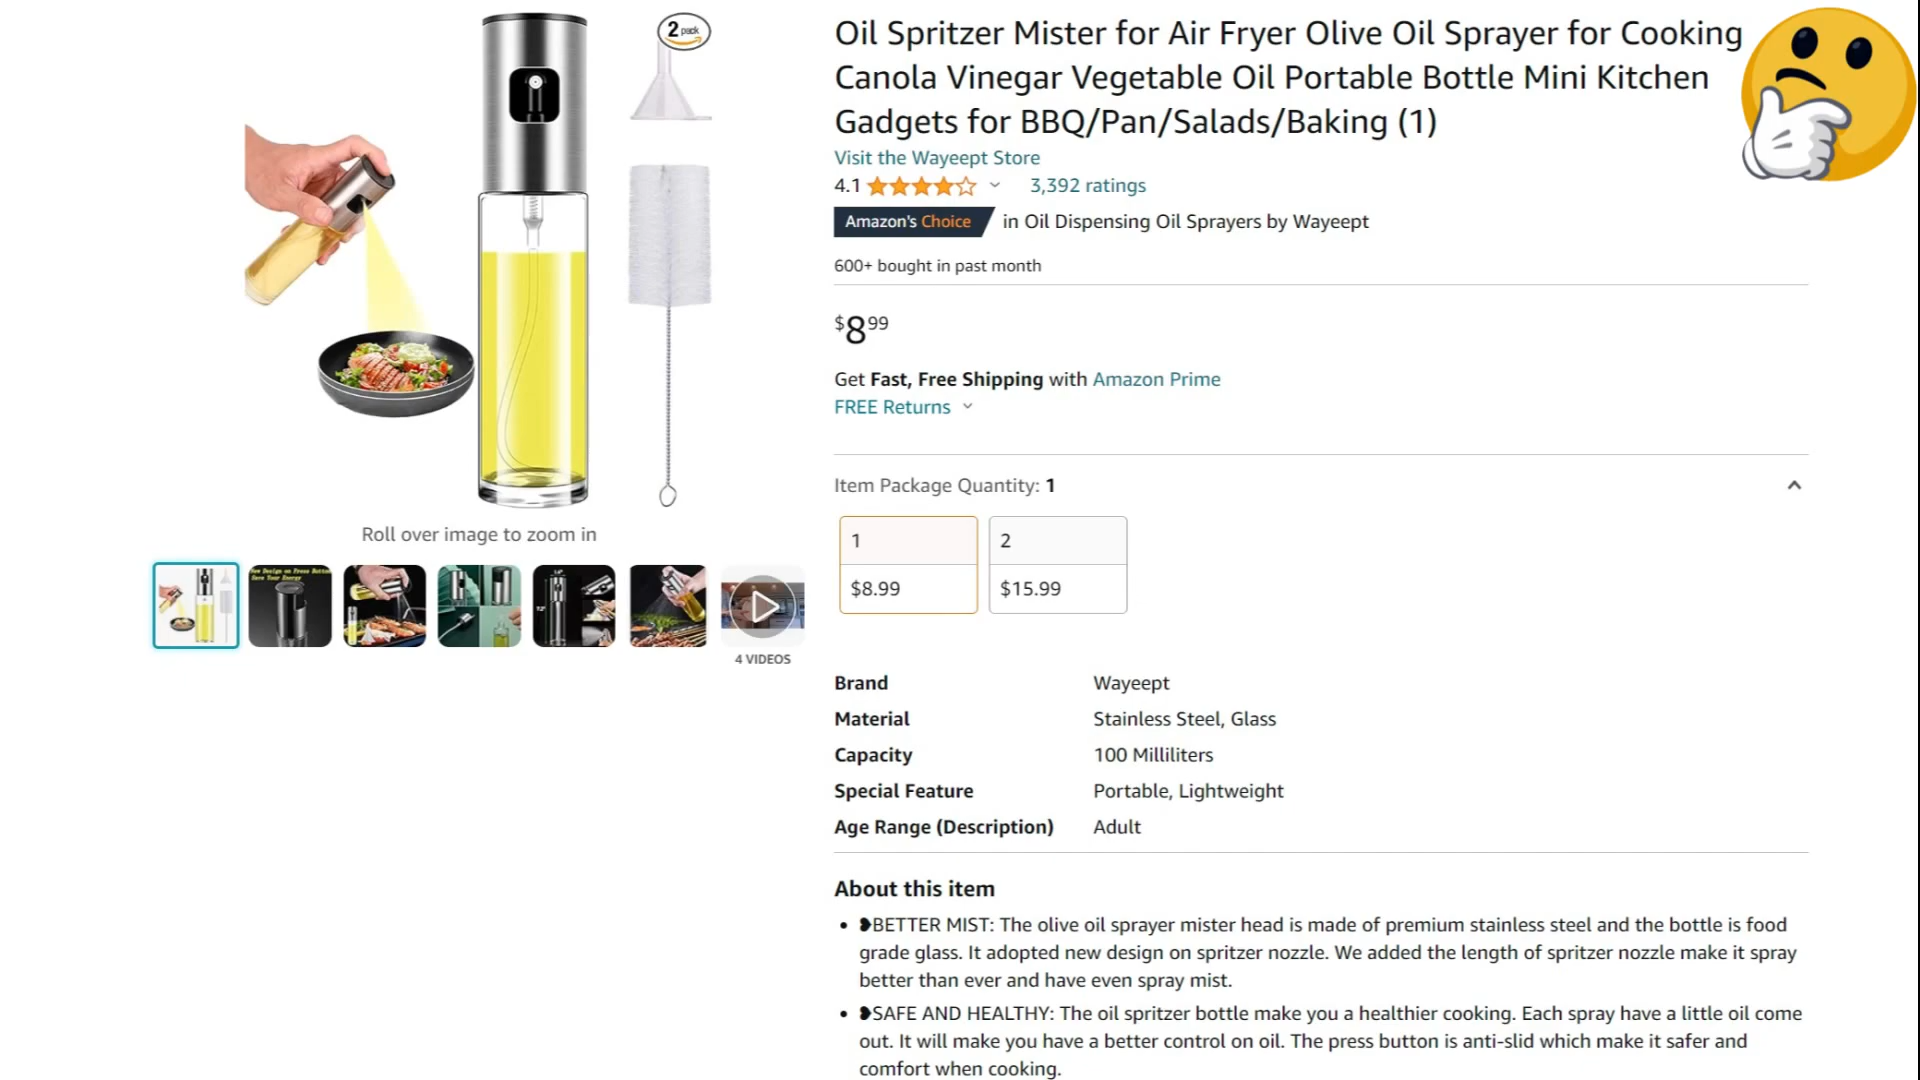 2 pack
Roll over image to zoom in
New Design on Press Button
Save Your Energy
4 VIDEOS
Oil Spritzer Mister for Air Fryer Olive Oil Sprayer for Cooking
Canola Vinegar Vegetable Oil Portable Bottle Mini Kitchen
Gadgets for BBQ/Pan/Salads/Baking (1)
Visit the Wayeept Store
4.1 3,392 ratings
Amazon's Choice in Oil Dispensing Oil Sprayers by Wayeept
600+ bought in past month
$8 99
Get Fast, Free Shipping with Amazon Prime
FREE Returns
Item Package Quantity: 1
1 2
$8.99 $15.99
Brand Wayeept
Material Stainless Steel, Glass
Capacity 100 Milliliters
Special Feature Portable, Lightweight
Age Range (Description) Adult
About this item
• ❥BETTER MIST: The olive oil sprayer mister head is made of premium stainless steel and the bottle is food
grade glass. It adopted new design on spritzer nozzle. We added the length of spritzer nozzle make it spray
better than ever and have even spray mist.
• ❥SAFE AND HEALTHY: The oil spritzer bottle make you a healthier cooking. Each spray have a little oil come
out. It will make you have a better control on oil. The press button is anti-slid which make it safer and
comfort when cooking.